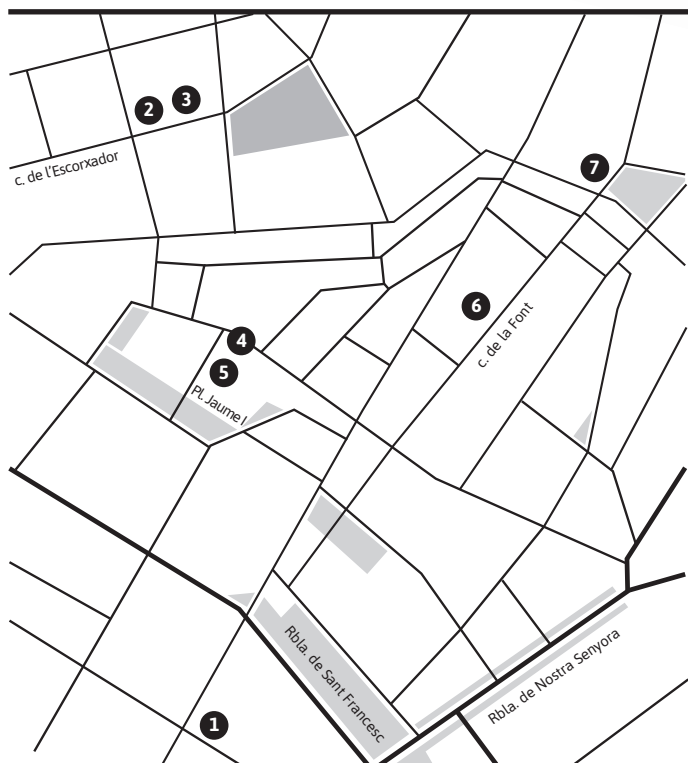 2
3
7
c. de l'Escorxador
6
c. de la Font
4
5
Pl. Jaume I
Rbla. de Sant Francesc
Rbla. de Nostra Senyora
1